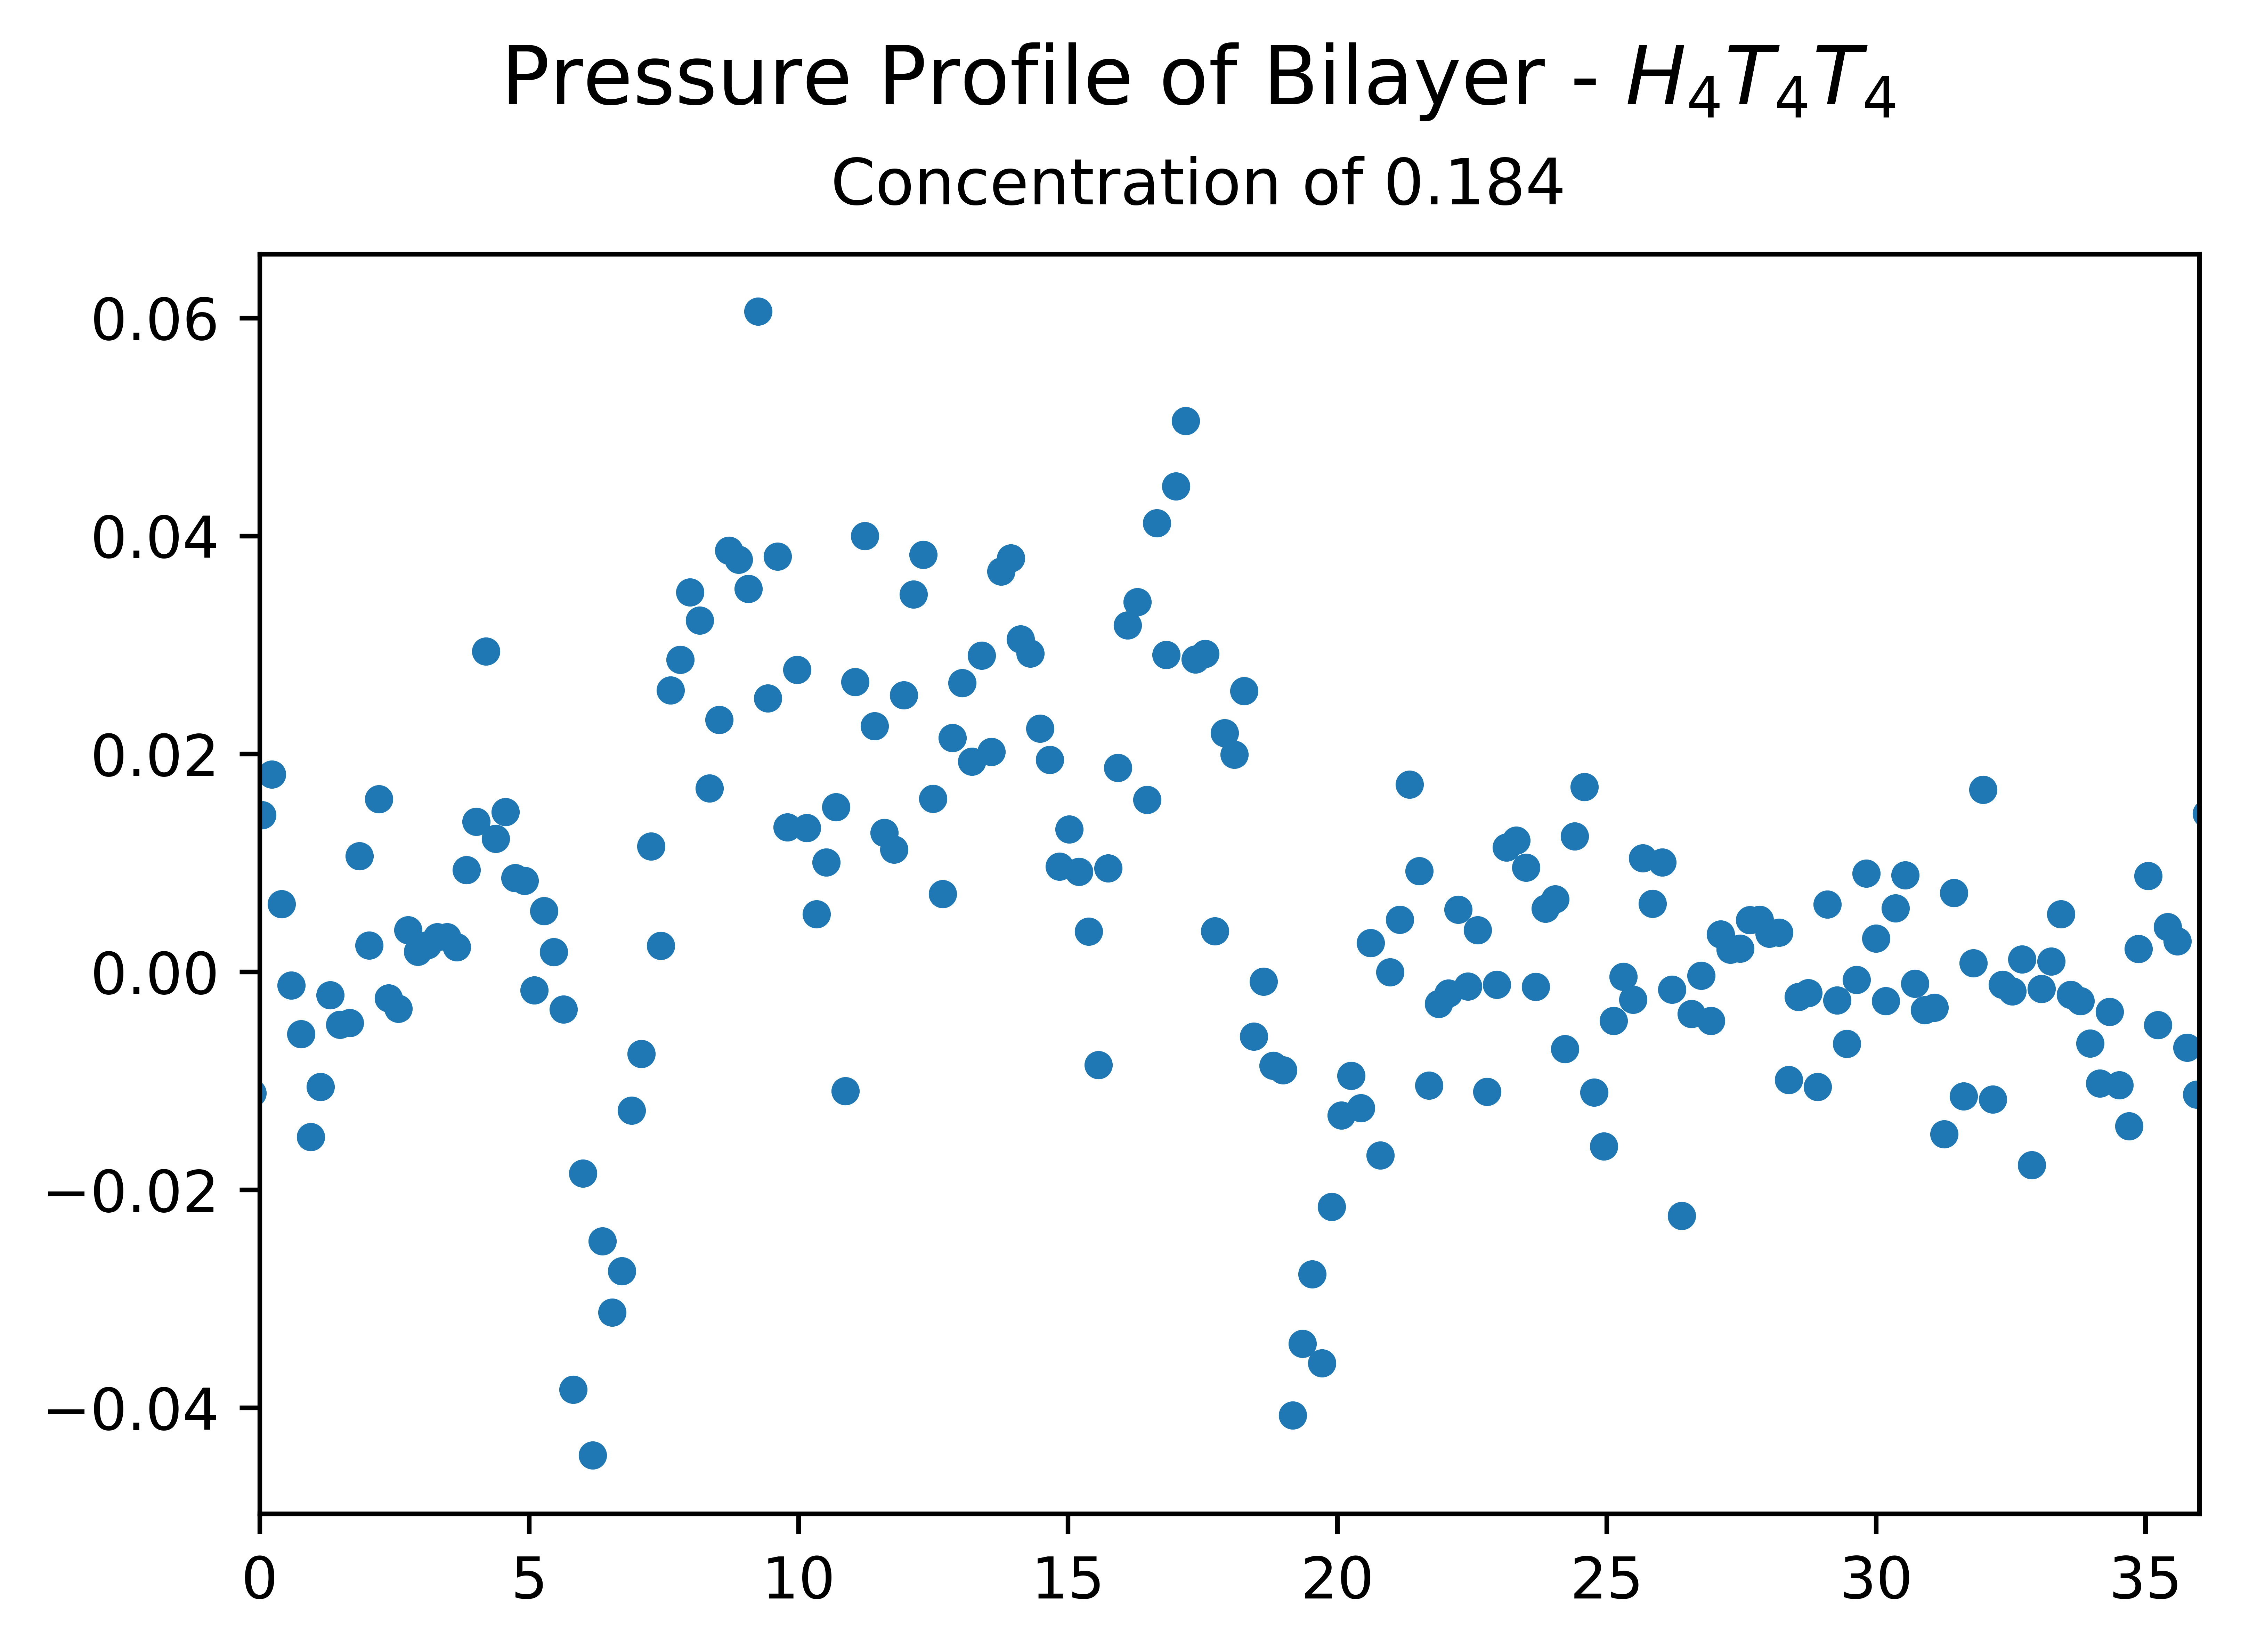 Pressure Profile of Bilayer - H₄T₄T₄
Concentration of 0.184
0.06
0.04
0.02
0.00
−0.02
−0.04
0 5 10 15 20 25 30 35